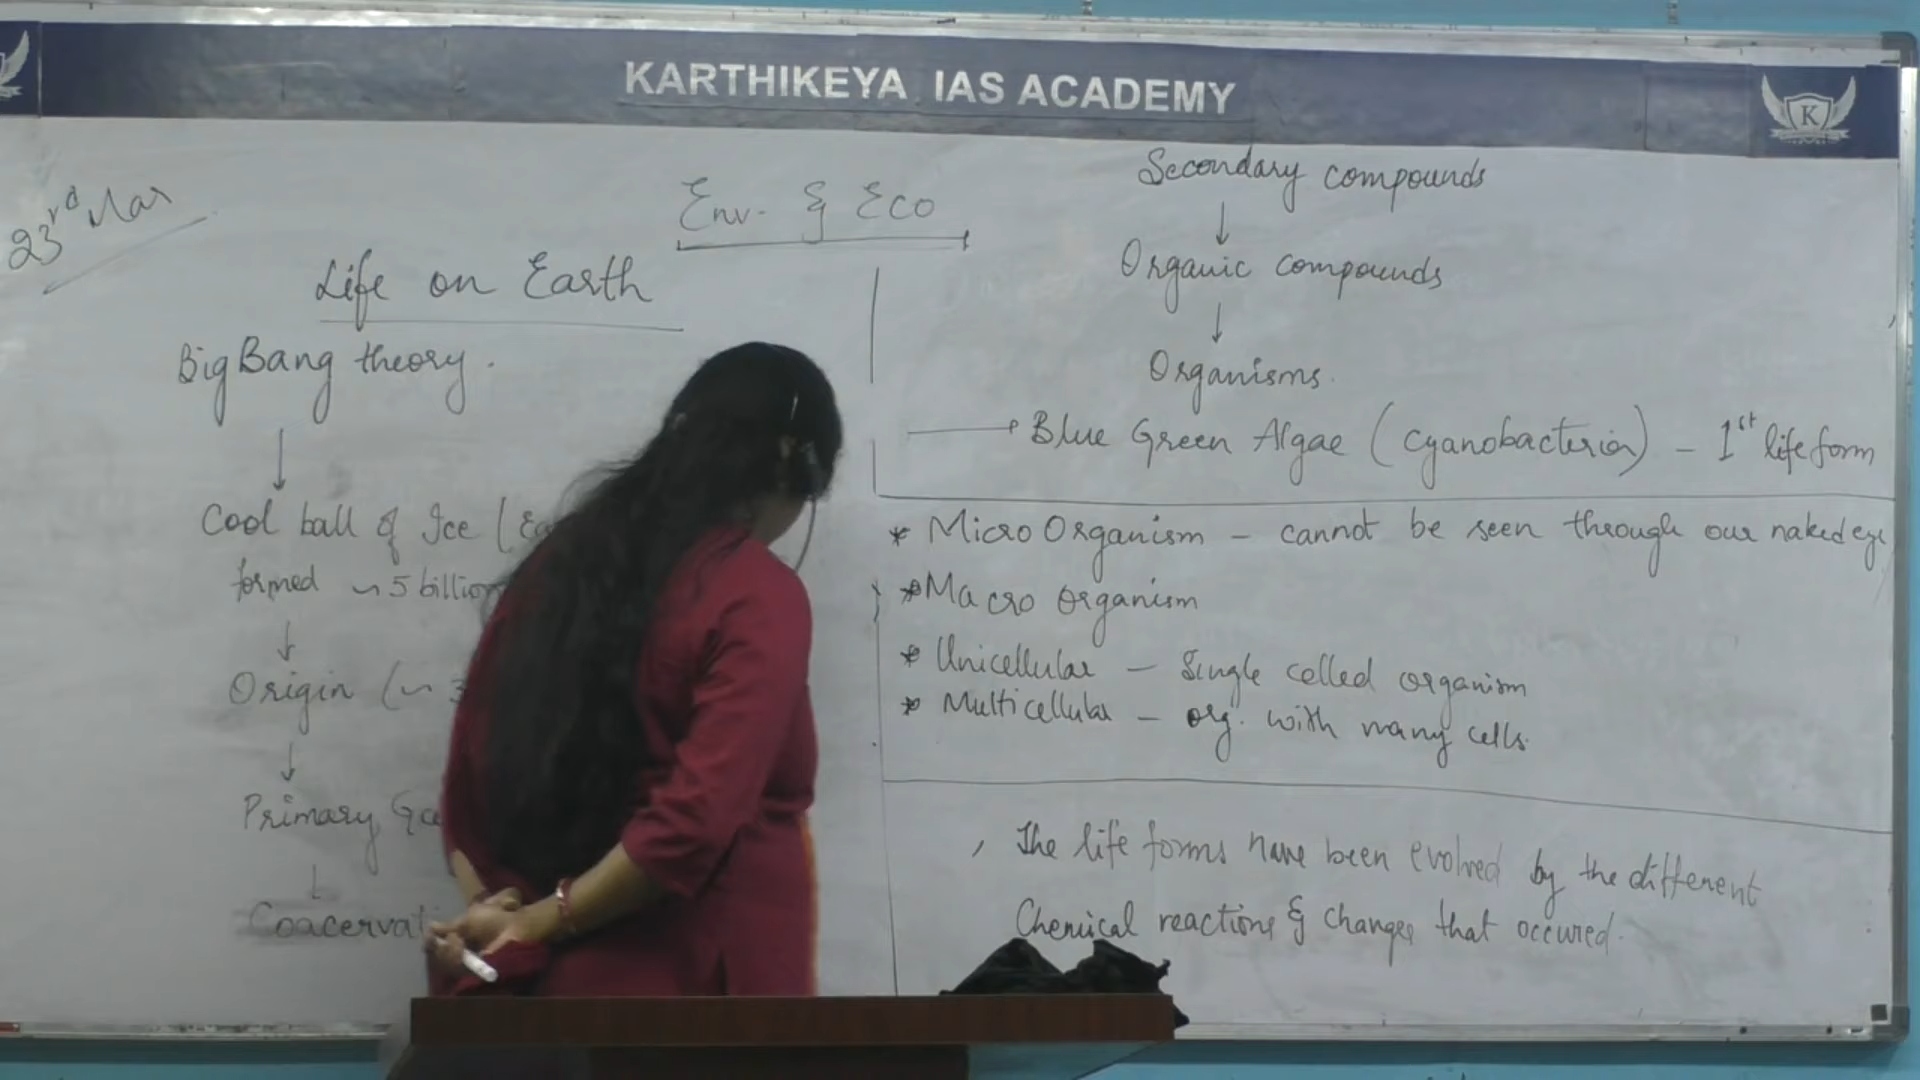 KARTHIKEYA IAS ACADEMY
K
23rd Mar
Env. & Eco
Life on Earth
Big Bang theory.
↓
Cool ball of Ice (
formed ~5 billion
↓
Origin (~ 3
↓
Primary
↓
Secondary compounds
↓
Organic compounds
↓
Organisms.
→ Blue Green Algae (Cyanobacteria) - 1st life form
* Micro Organism - cannot be seen through our naked eye
* Macro Organism
* Unicellular - Single celled organism
* Multicellular - org. with many cells.
, The life forms have been evolved by the different
Chemical reactions & changes that occured.